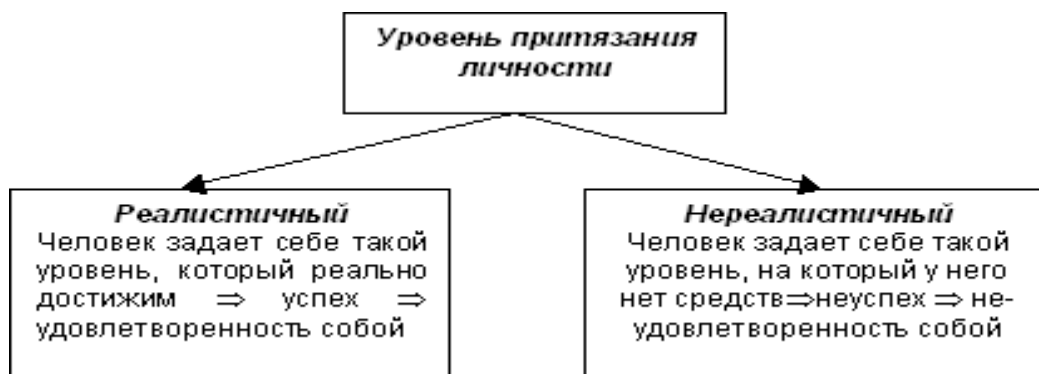 Уровень притязания
личности
Реалистичный
Человек задает себе такой
уровень, который реально
достижим ⇒ успех ⇒
удовлетворенность собой
Нереалистичный
Человек задает себе такой
уровень, на который у него
нет средств⇒неуспех ⇒ не-
удовлетворенность собой